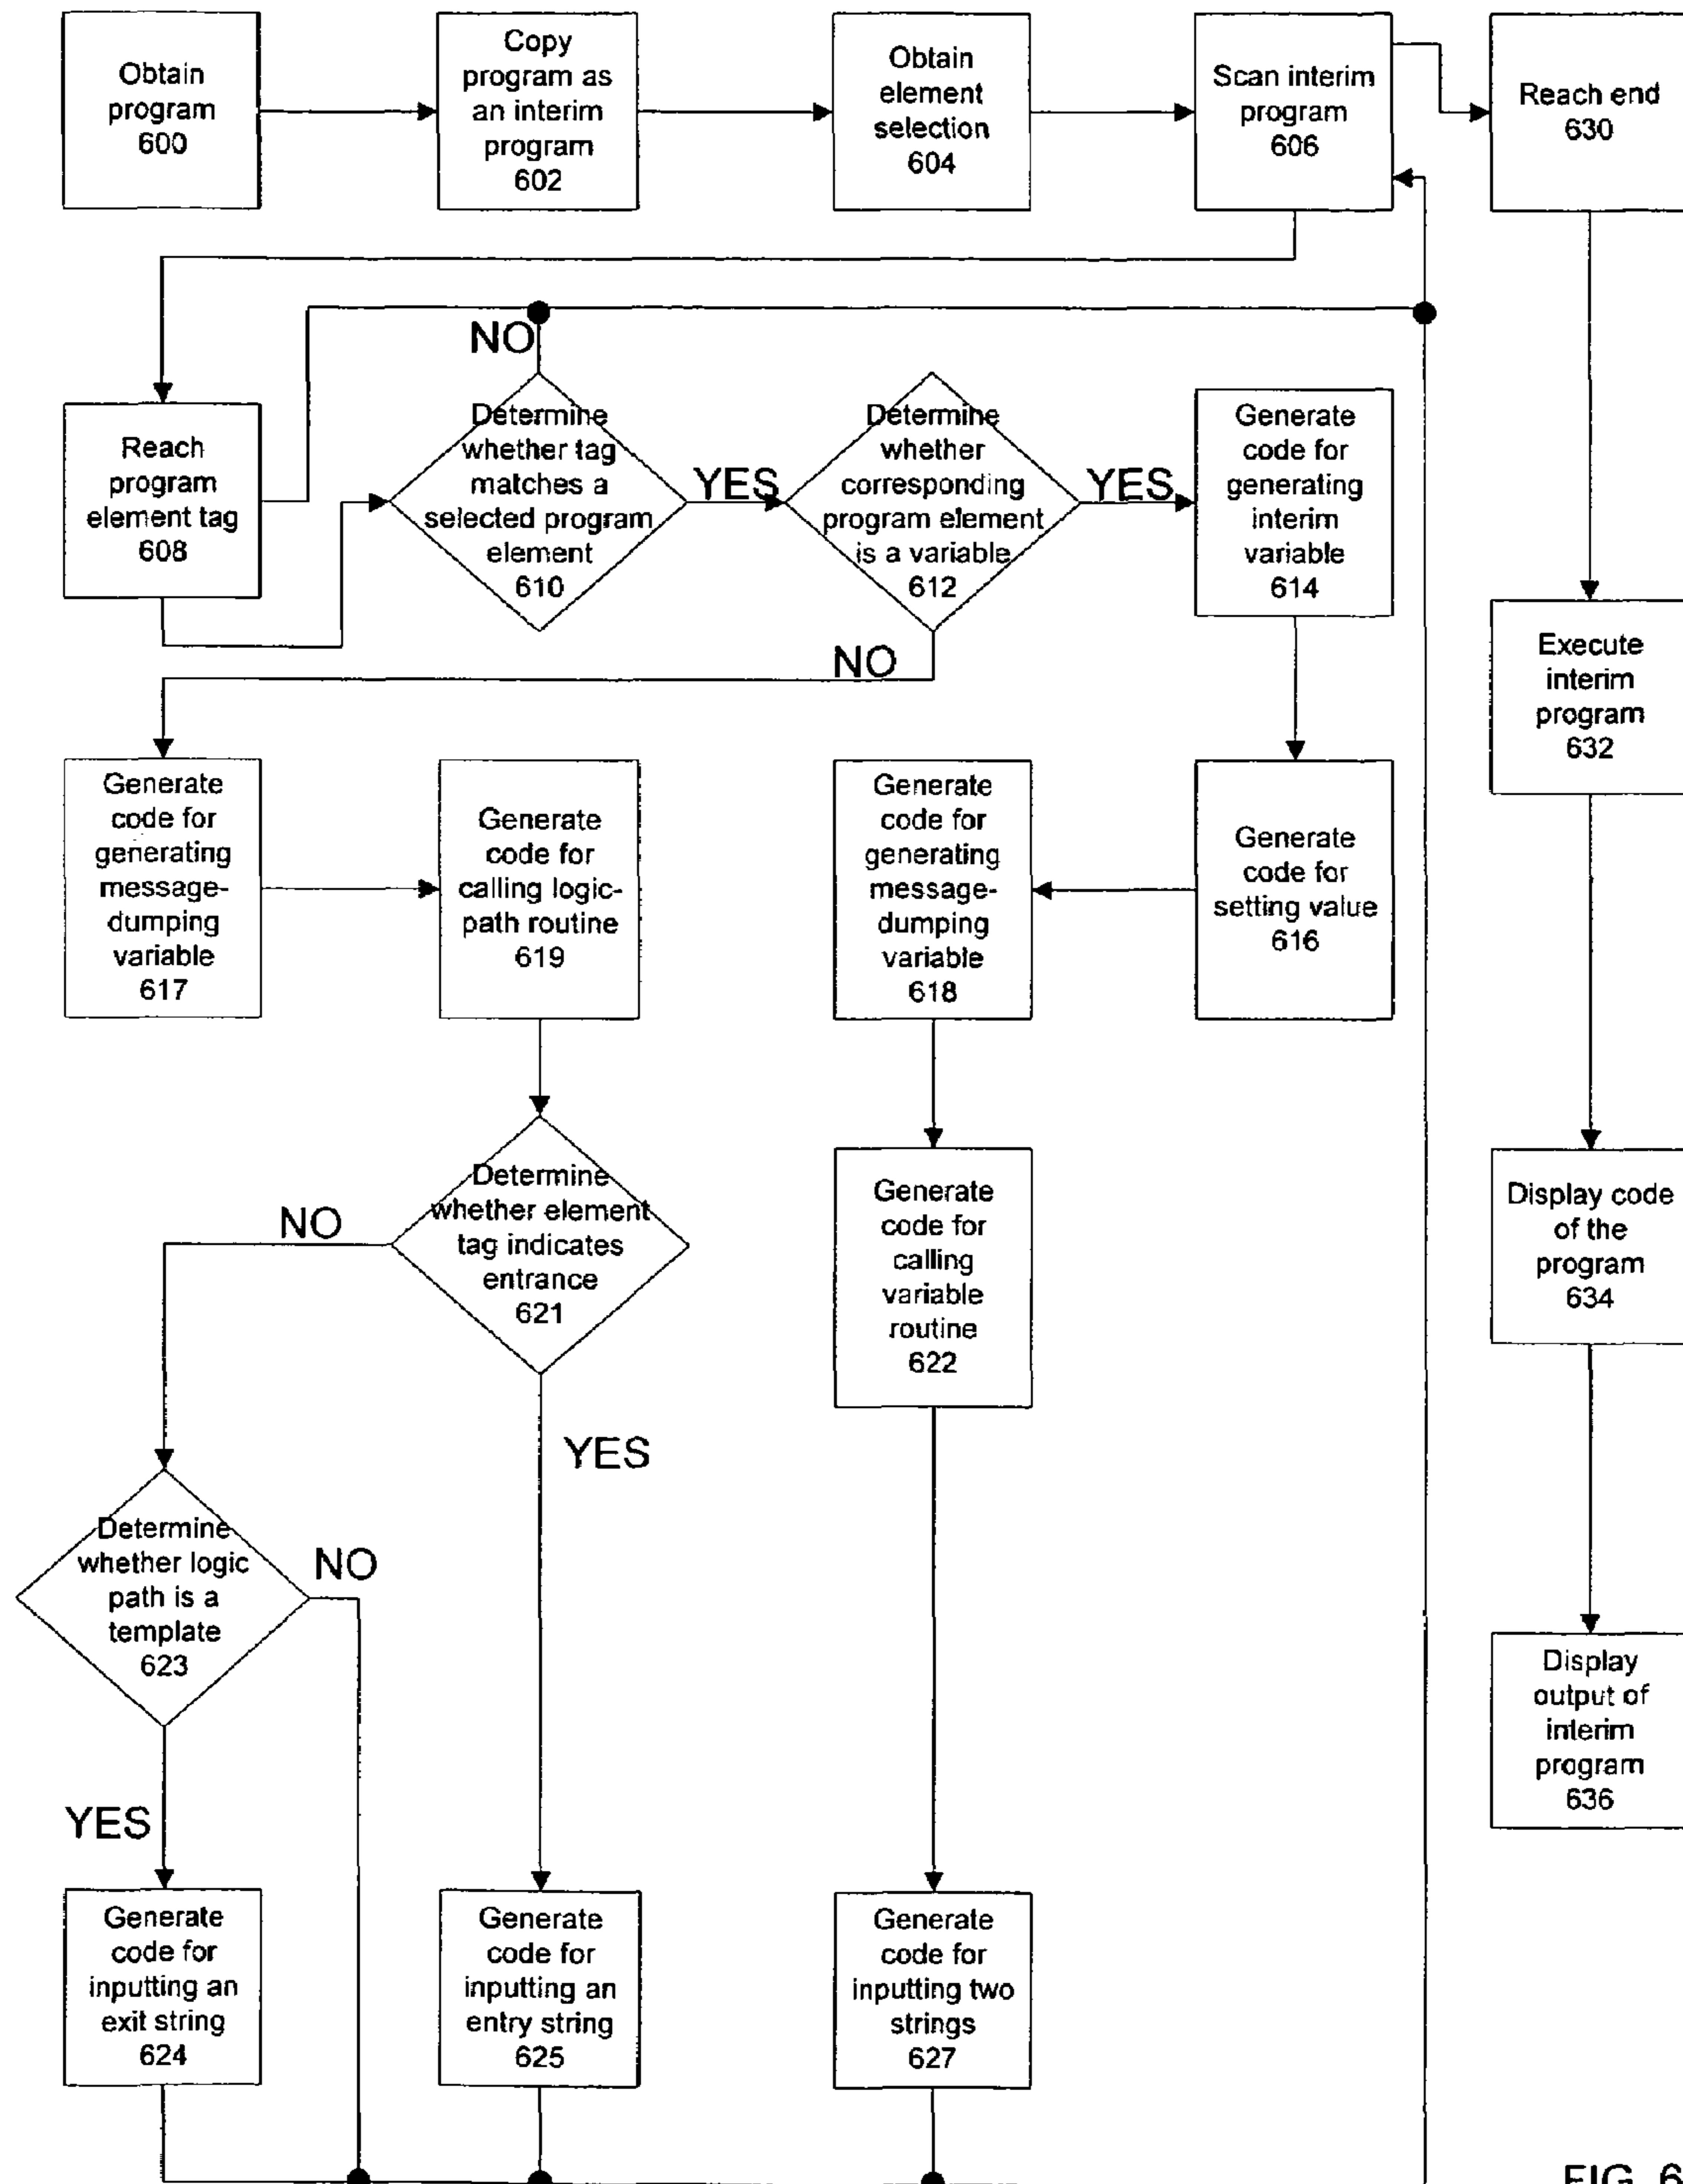 Obtain
program
600
Copy
program as
an interim
program
602
Obtain
element
selection
604
Scan interim
program
606
Reach end
630
NO
Reach
program
element tag
608
Determine
whether tag
matches a
selected program
element
610
YES
Determine
whether
corresponding
program element
is a variable
612
YES
Generate
code for
generating
interim
variable
614
NO
Execute
interim
program
632
Generate
code for
generating
message-
dumping
variable
617
Generate
code for
calling logic-
path routine
619
Generate
code for
generating
message-
dumping
variable
618
Generate
code for
setting value
616
Determine
whether element
tag indicates
entrance
621
NO
YES
Generate
code for
calling
variable
routine
622
Display code
of the
program
634
Determine
whether logic
path is a
template
623
NO
YES
Display
output of
interim
program
636
Generate
code for
inputting an
exit string
624
Generate
code for
inputting an
entry string
625
Generate
code for
inputting two
strings
627
FIG. 6